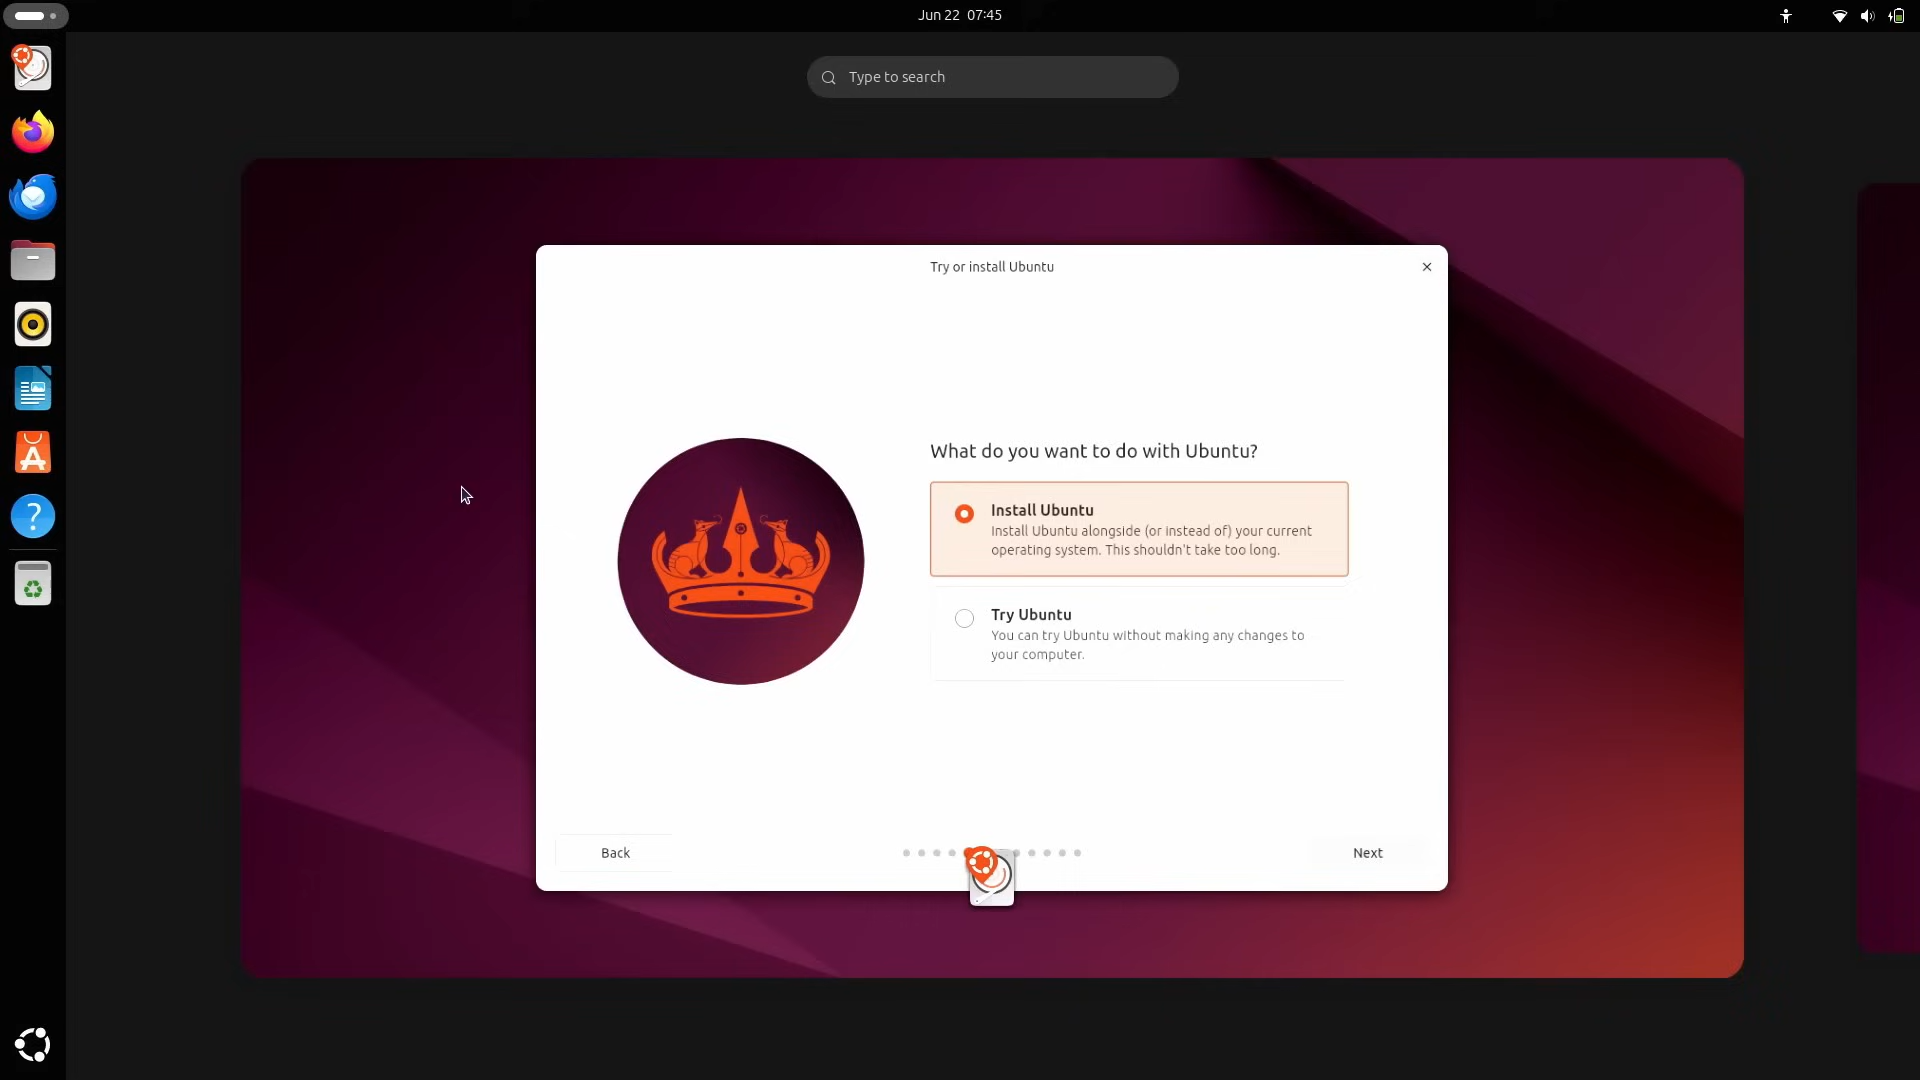 Jun 22 07:45
Type to search
Try or install Ubuntu
What do you want to do with Ubuntu?
Install Ubuntu
Install Ubuntu alongside (or instead of) your current
operating system. This shouldn't take too long.
Try Ubuntu
You can try Ubuntu without making any changes to
your computer.
Back
Next